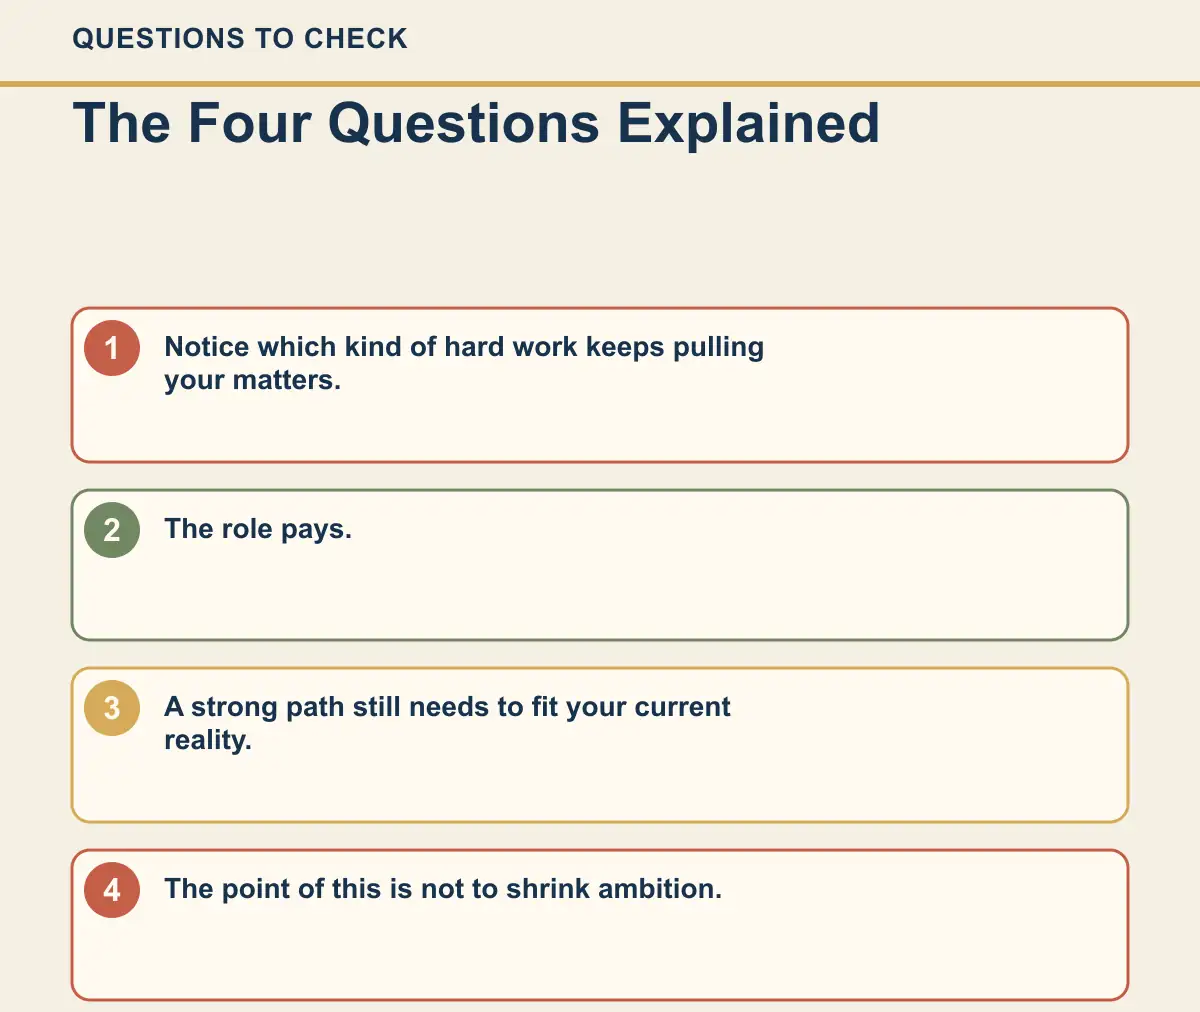 QUESTIONS TO CHECK
The Four Questions Explained
1
Notice which kind of hard work keeps pulling
your matters.
2
The role pays.
3
A strong path still needs to fit your current
reality.
4
The point of this is not to shrink ambition.